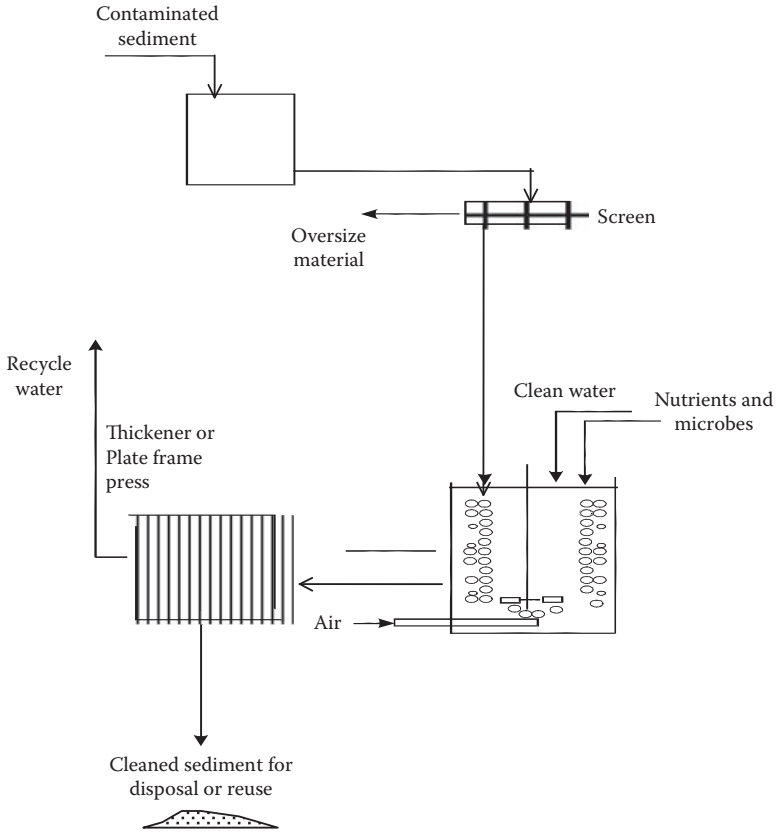 Contaminated
sediment
Screen
Oversize
material
Recycle
water
Clean water
Nutrients and
microbes
Thickener or
Plate frame
press
Air
Cleaned sediment for
disposal or reuse